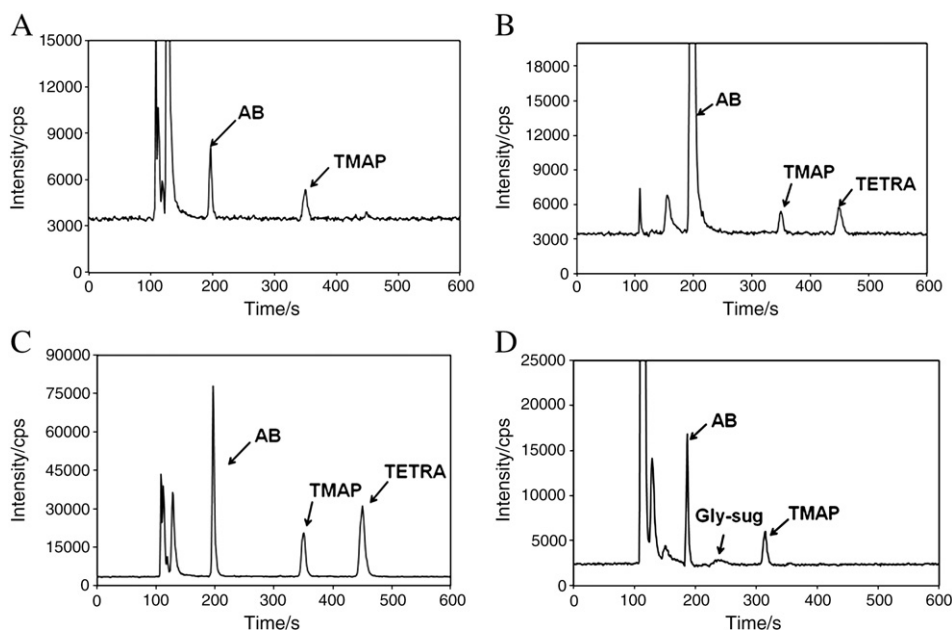 A
15000
12000
9000
6000
3000
0
Intensity/cps
AB
TMAP
0 100 200 300 400 500 600
Time/s
B
18000
15000
12000
9000
6000
3000
0
Intensity/cps
AB
TMAP
TETRA
0 100 200 300 400 500 600
Time/s
C
90000
75000
60000
45000
30000
15000
0
Intensity/cps
AB
TMAP
TETRA
0 100 200 300 400 500 600
Time/s
D
25000
20000
15000
10000
5000
0
Intensity/cps
AB
Gly-sug
TMAP
0 100 200 300 400 500 600
Time/s